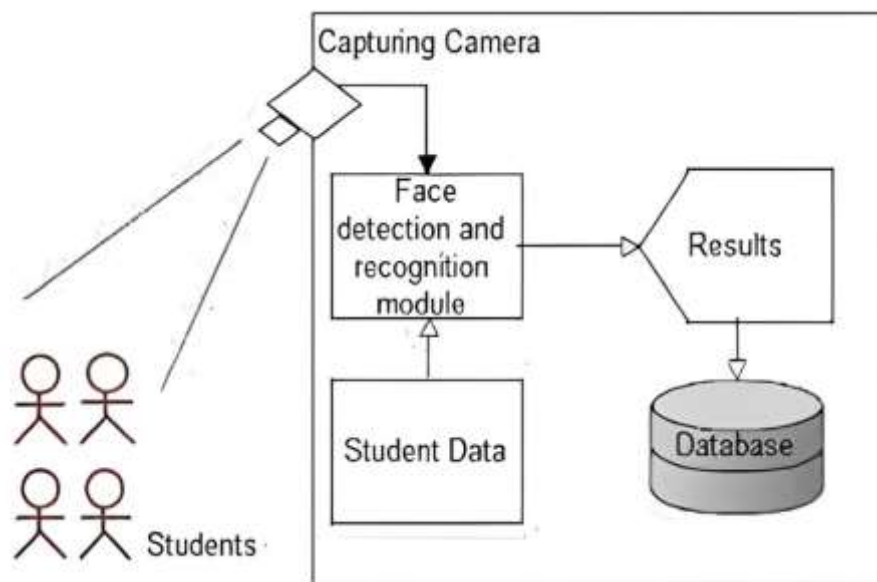 Capturing Camera
Face
detection and
recognition
module
Results
Student Data
Database
Students